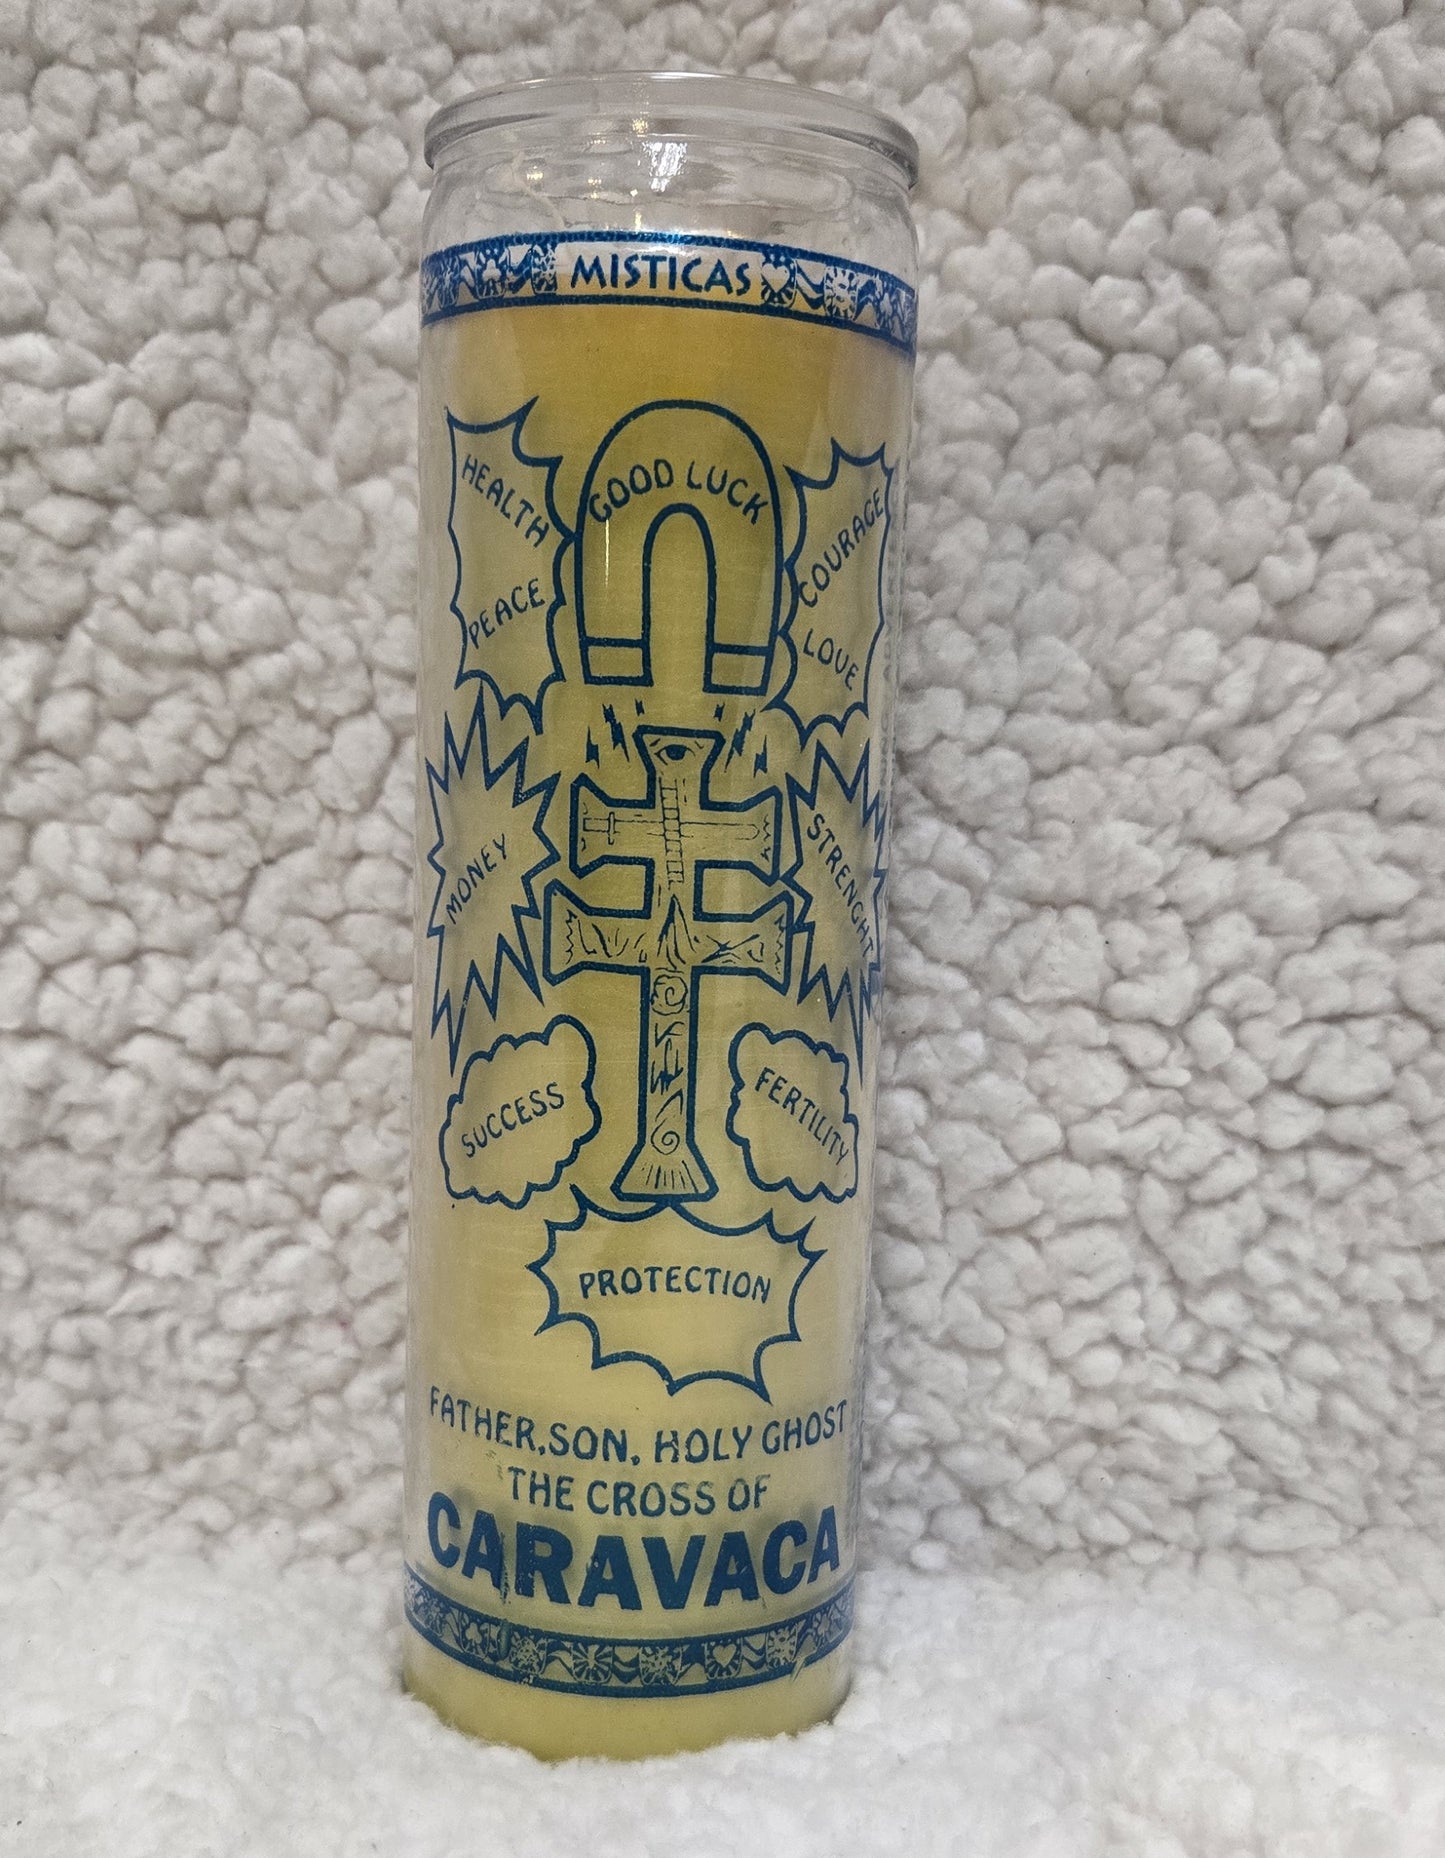 MISTICAS
GOOD LUCK
HEALTH
PEACE
COURAGE
LOVE
MONEY
STRENGHT
SUCCESS
FERTILITY
PROTECTION
FATHER, SON, HOLY GHOST
THE CROSS OF
CARAVACA